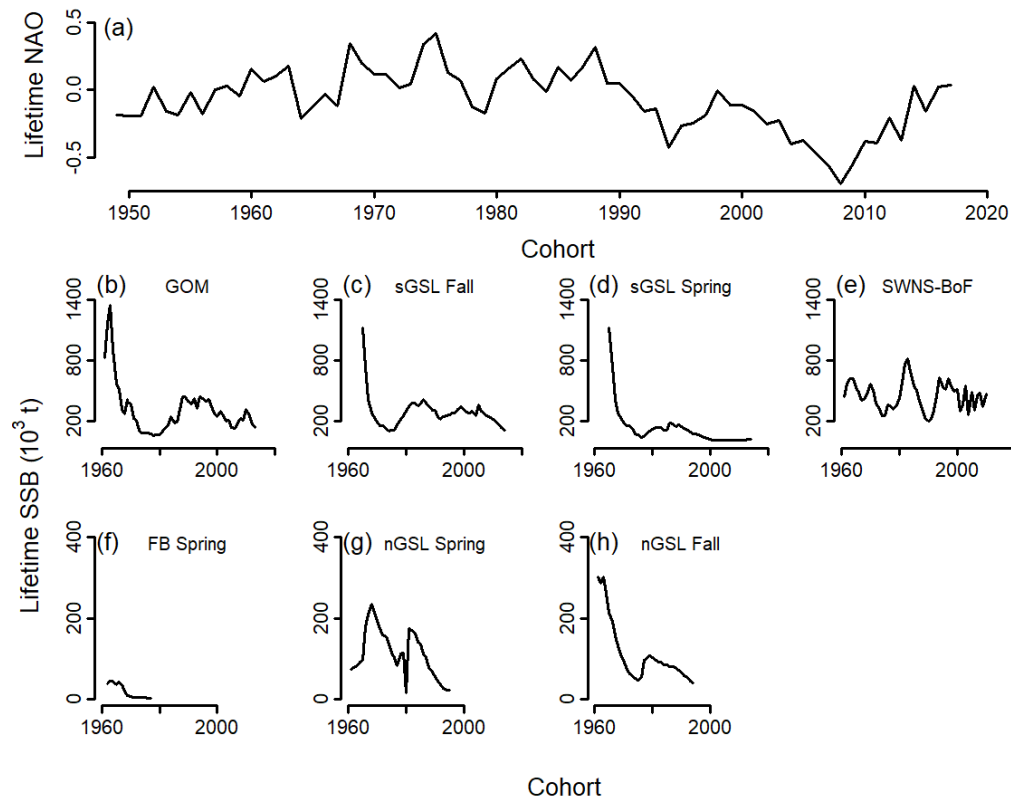 (a)
Lifetime NAO
0.5
0.0
-0.5
1950 1960 1970 1980 1990 2000 2010 2020
Cohort
Lifetime SSB (10³ t)
(b) GOM
1400
800
200
1960 2000
(c) sGSL Fall
1400
800
200
1960 2000
(d) sGSL Spring
1400
800
200
1960 2000
(e) SWNS-BoF
1400
800
200
1960 2000
(f) FB Spring
400
200
0
1960 2000
(g) nGSL Spring
400
200
0
1960 2000
(h) nGSL Fall
400
200
0
1960 2000
Cohort